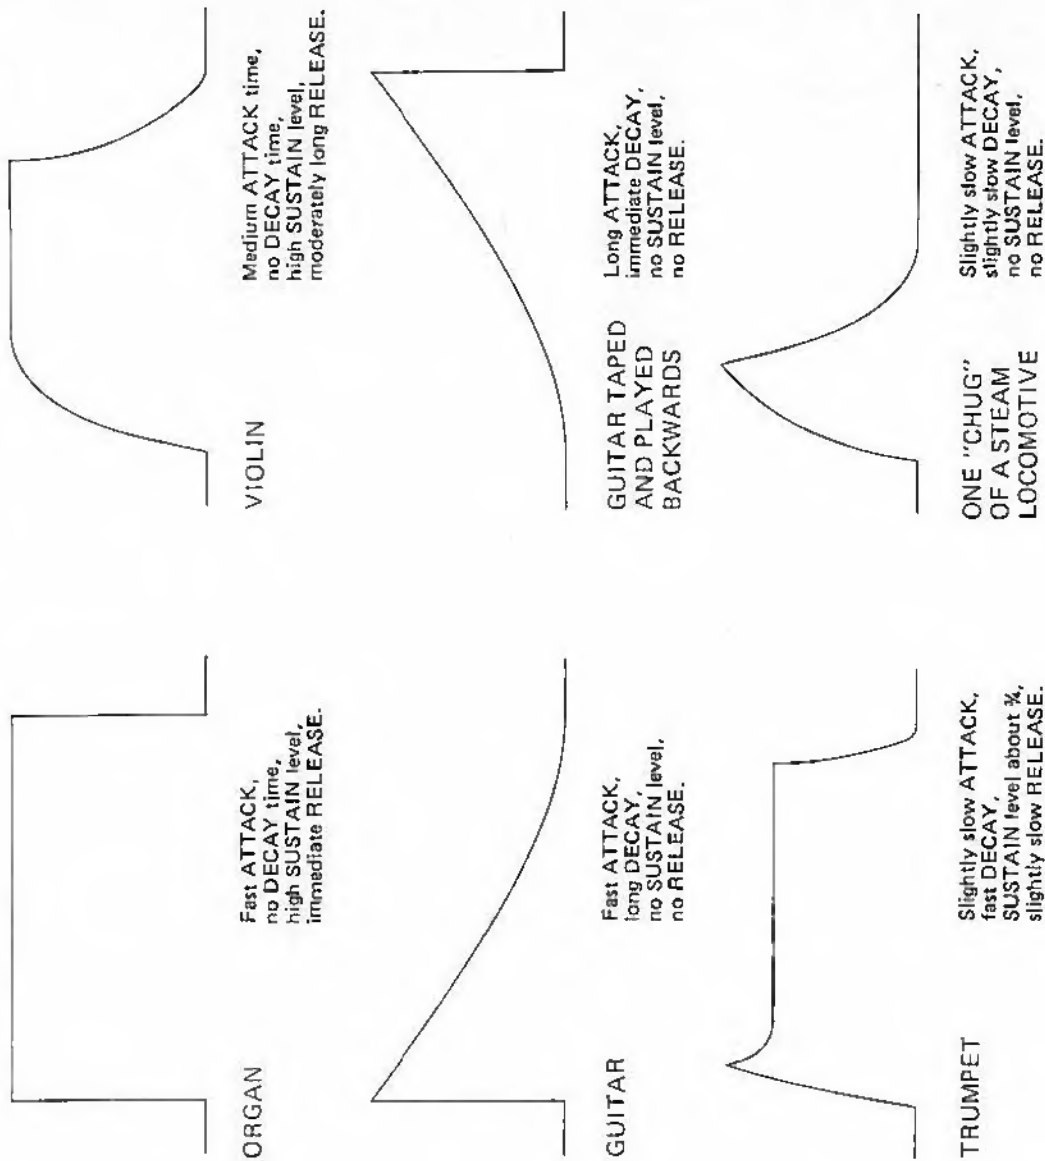 ORGAN
Fast ATTACK,
no DECAY time,
high SUSTAIN level,
immediate RELEASE.
VIOLIN
Medium ATTACK time,
no DECAY time,
high SUSTAIN level,
moderately long RELEASE.
GUITAR
Fast ATTACK,
long DECAY,
no SUSTAIN level,
no RELEASE.
GUITAR TAPED
AND PLAYED
BACKWARDS
Long ATTACK,
immediate DECAY,
no SUSTAIN level,
no RELEASE.
TRUMPET
Slightly slow ATTACK,
fast DECAY,
SUSTAIN level about ¾,
slightly slow RELEASE.
ONE "CHUG"
OF A STEAM
LOCOMOTIVE
Slightly slow ATTACK,
slightly slow DECAY,
no SUSTAIN level,
no RELEASE.